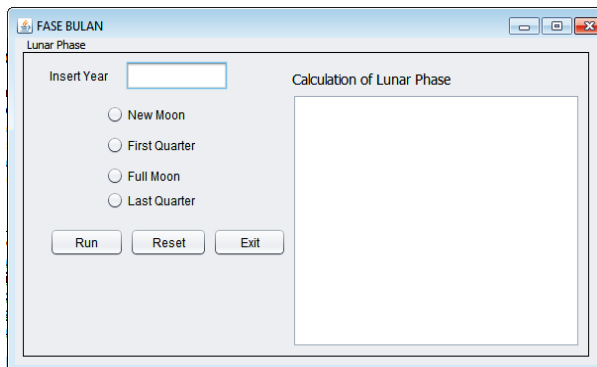 FASE BULAN
Lunar Phase
Insert Year
Calculation of Lunar Phase
New Moon
First Quarter
Full Moon
Last Quarter
Run Reset Exit